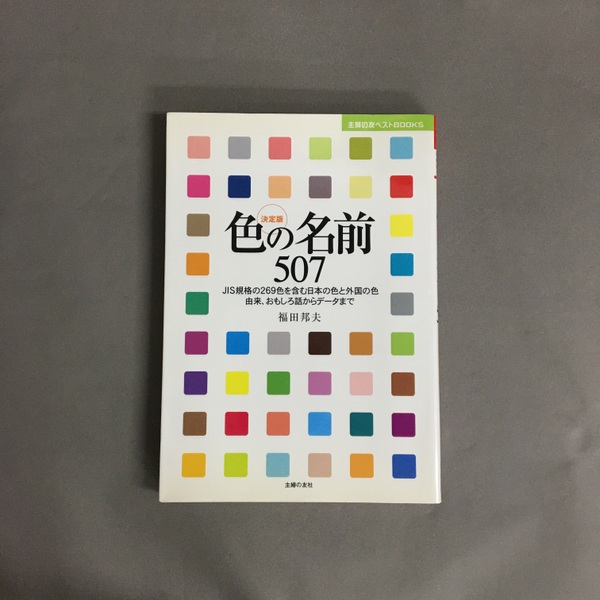 主婦の友ベストBOOKS
決定版
色の名前
507
JIS規格の269色を含む日本の色と外国の色
由来、おもしろ話からデータまで
福田邦夫
主婦の友社